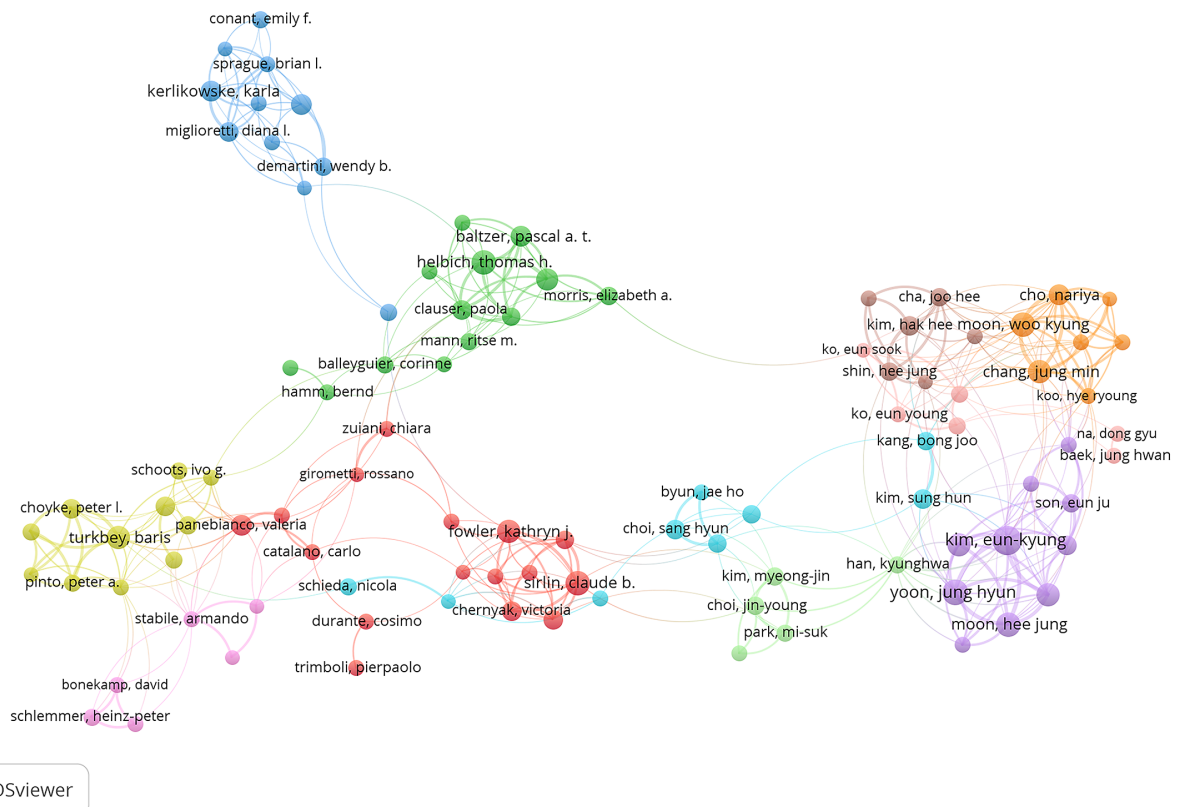 conant, emily f.
sprague, brian l.
kerlikowske, karla
miglioretti, diana l.
demartini, wendy b.
baltzer, pascal a. t.
helbich, thomas h.
morris, elizabeth a.
clauser, paola
mann, ritse m.
balleyguier, corinne
hamm, bernd
cha, joo hee
cho, nariya
kim, hak hee
moon, woo kyung
ko, eun sook
shin, hee jung
chang, jung min
koo, hye ryoung
ko, eun young
kang, bong joo
na, dong gyu
baek, jung hwan
zuiani, chiara
girometti, rossano
schoots, ivo g.
choyke, peter l.
panebianco, valeria
turkbey, baris
catalano, carlo
pinto, peter a.
byun, jae ho
choi, sang hyun
kim, sung hun
son, eun ju
fowler, kathryn j.
kim, eun-kyung
han, kyunghwa
kim, myeong-jin
schieda, nicola
sirlin, claude b.
yoon, jung hyun
chernyak, victoria
choi, jin-young
stabile, armando
durante, cosimo
park, mi-suk
moon, hee jung
trimboli, pierpaolo
bonekamp, david
schlemmer, heinz-peter
OSviewer